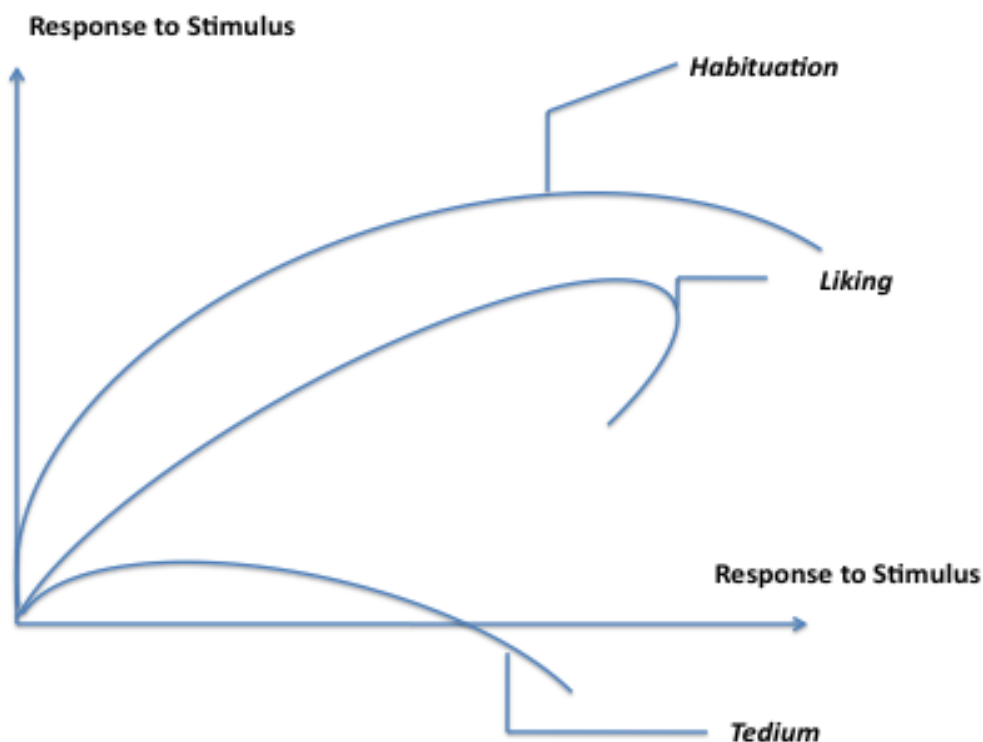 Response to Stimulus
Habituation
Liking
Response to Stimulus
Tedium